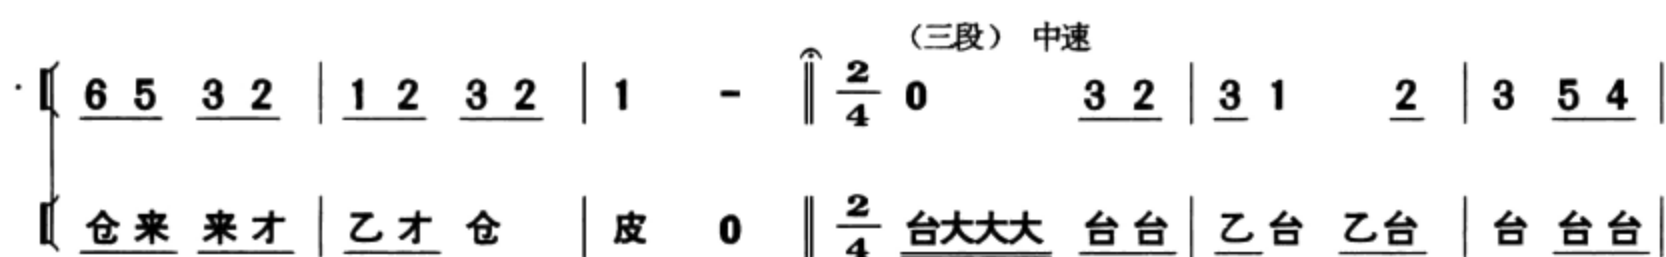 （三段） 中速
6 5 3 2 | 1 2 3 2 | 1 - ‖ 2/4 0 3 2 | 3 1 2 | 3 5 4 |
仓 来 来 才 | 乙 才 仓 | 皮 0 ‖ 2/4 台大大大 台 台 | 乙 台 乙 台 | 台 台 台 |